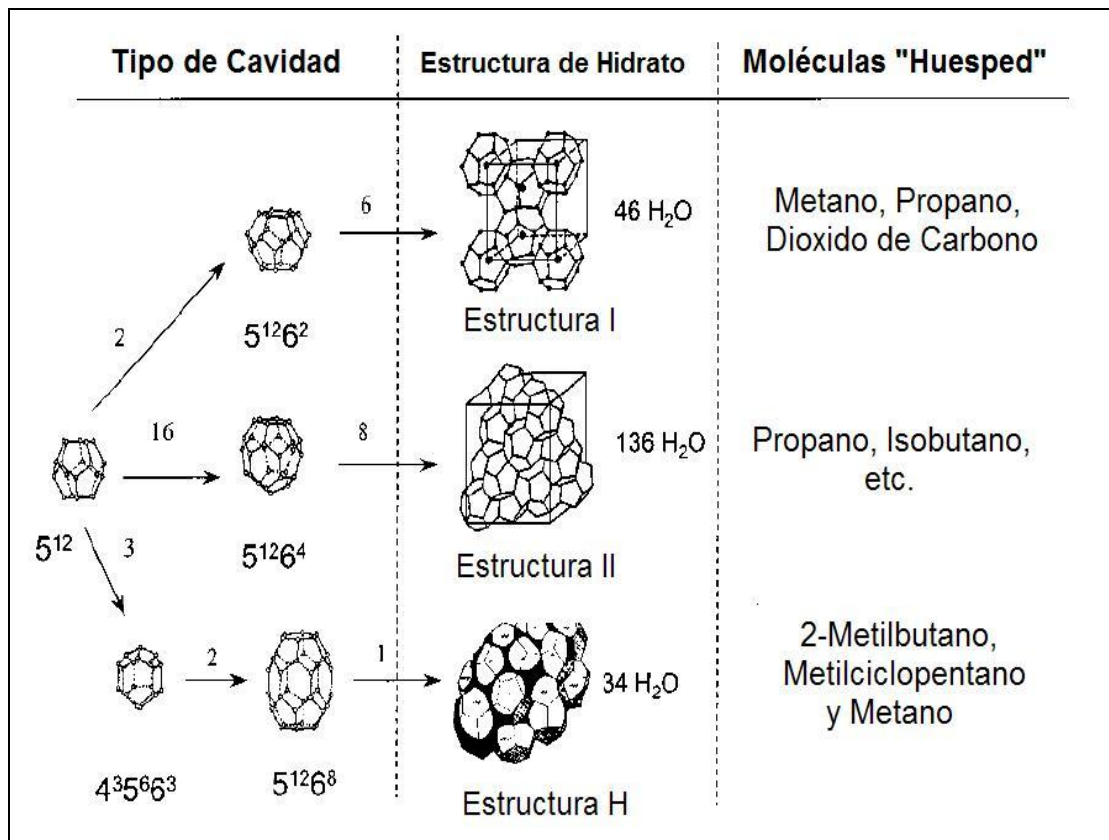 Tipo de Cavidad
Estructura de Hidrato
Moléculas "Huesped"
6
46 H₂O
Metano, Propano,
Dioxido de Carbono
Estructura I
5¹²6²
2
16
8
136 H₂O
Propano, Isobutano,
etc.
5¹²
3
5¹²6⁴
Estructura II
2
1
34 H₂O
2-Metilbutano,
Metilciclopentano
y Metano
4³5⁶6³
5¹²6⁸
Estructura H